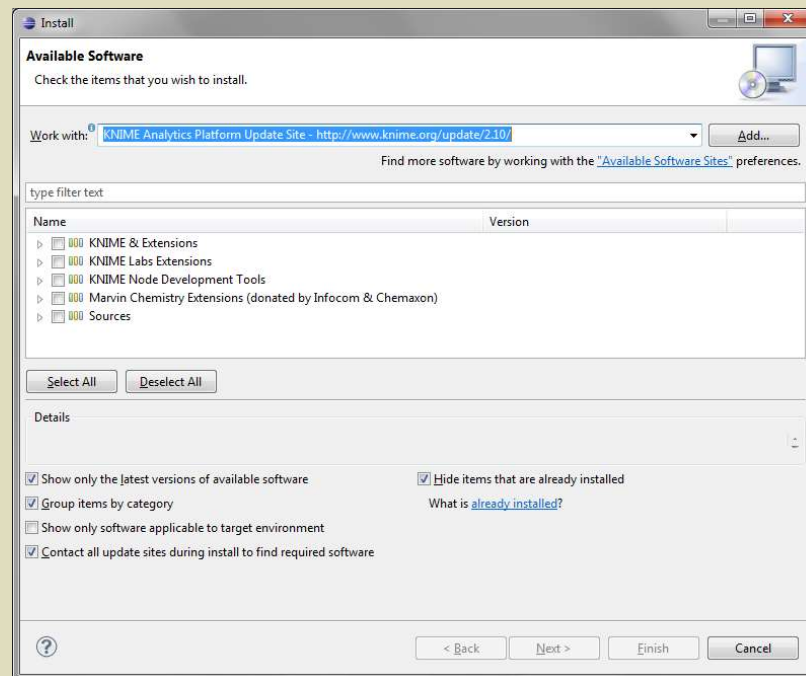 Install
Available Software
Check the items that you wish to install.
Work with: KNIME Analytics Platform Update Site - http://www.knime.org/update/2.10/ Add...
Find more software by working with the "Available Software Sites" preferences.
type filter text
Name Version
KNIME & Extensions
KNIME Labs Extensions
KNIME Node Development Tools
Marvin Chemistry Extensions (donated by Infocom & Chemaxon)
Sources
Select All Deselect All
Details
Show only the latest versions of available software Hide items that are already installed
Group items by category What is already installed?
Show only software applicable to target environment
Contact all update sites during install to find required software
? < Back Next > Finish Cancel